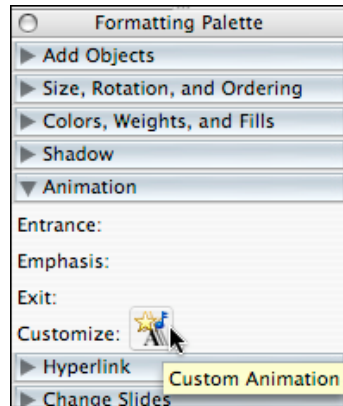 Formatting Palette
Add Objects
Size, Rotation, and Ordering
Colors, Weights, and Fills
Shadow
Animation
Entrance:
Emphasis:
Exit:
Customize:
Hyperlink
Custom Animation
Change Slides